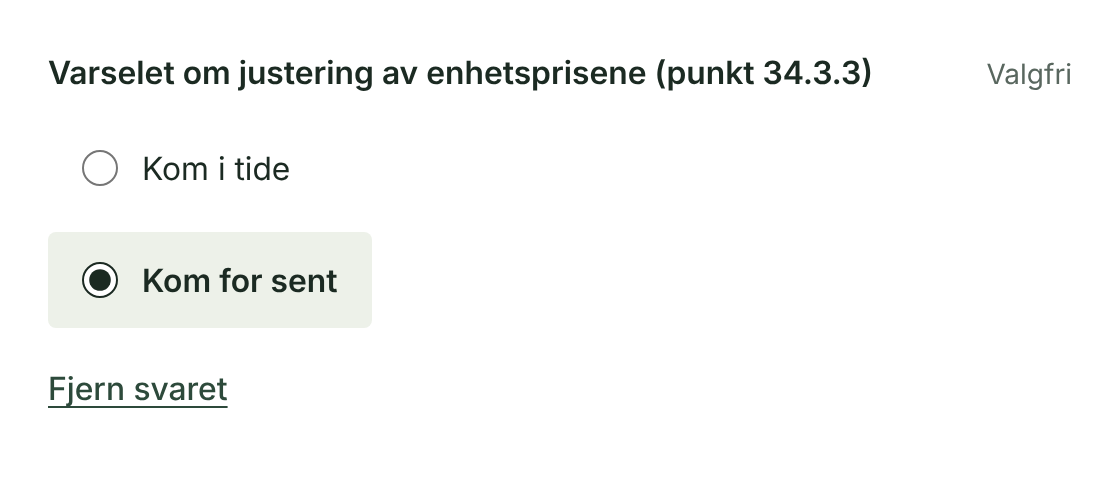 Varselet om justering av enhetsprisene (punkt 34.3.3) Valgfri
Kom i tide
Kom for sent
Fjern svaret